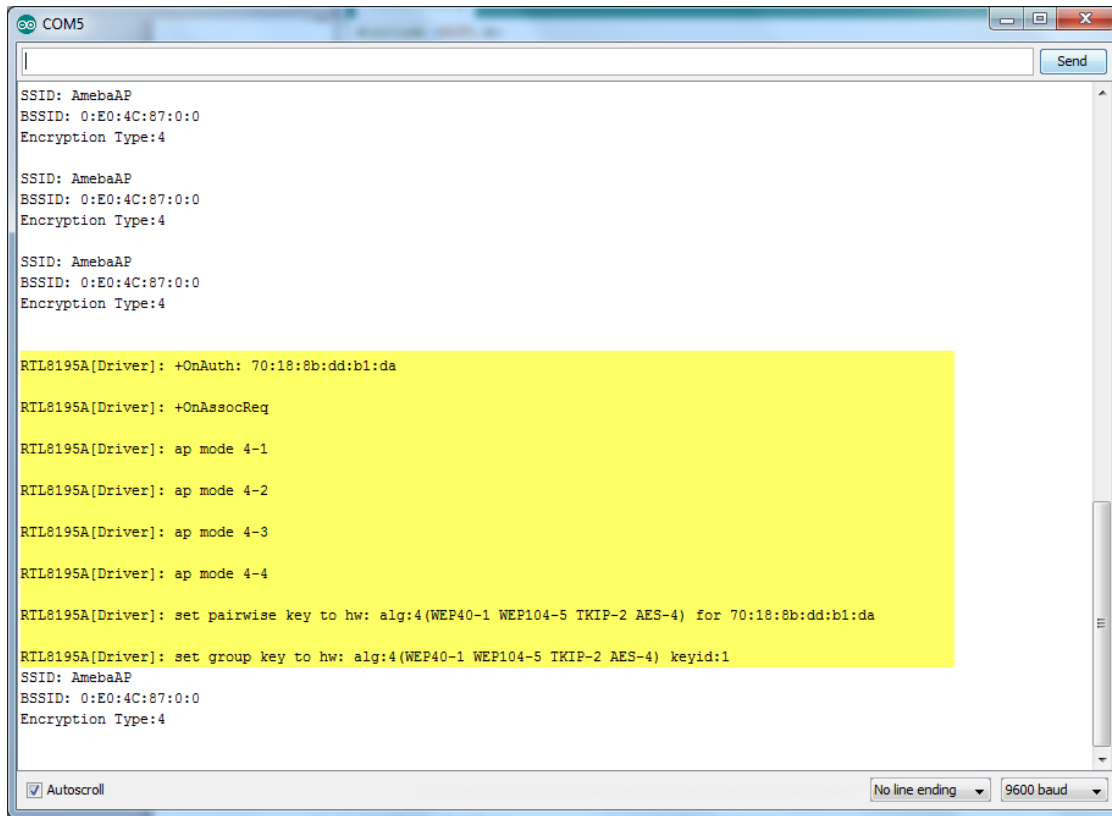 COM5
Send
SSID: AmebaAP
BSSID: 0:E0:4C:87:0:0
Encryption Type:4
SSID: AmebaAP
BSSID: 0:E0:4C:87:0:0
Encryption Type:4
SSID: AmebaAP
BSSID: 0:E0:4C:87:0:0
Encryption Type:4
RTL8195A[Driver]: +OnAuth: 70:18:8b:dd:b1:da
RTL8195A[Driver]: +OnAssocReq
RTL8195A[Driver]: ap mode 4-1
RTL8195A[Driver]: ap mode 4-2
RTL8195A[Driver]: ap mode 4-3
RTL8195A[Driver]: ap mode 4-4
RTL8195A[Driver]: set pairwise key to hw: alg:4(WEP40-1 WEP104-5 TKIP-2 AES-4) for 70:18:8b:dd:b1:da
RTL8195A[Driver]: set group key to hw: alg:4(WEP40-1 WEP104-5 TKIP-2 AES-4) keyid:1
SSID: AmebaAP
BSSID: 0:E0:4C:87:0:0
Encryption Type:4
Autoscroll
No line ending
9600 baud